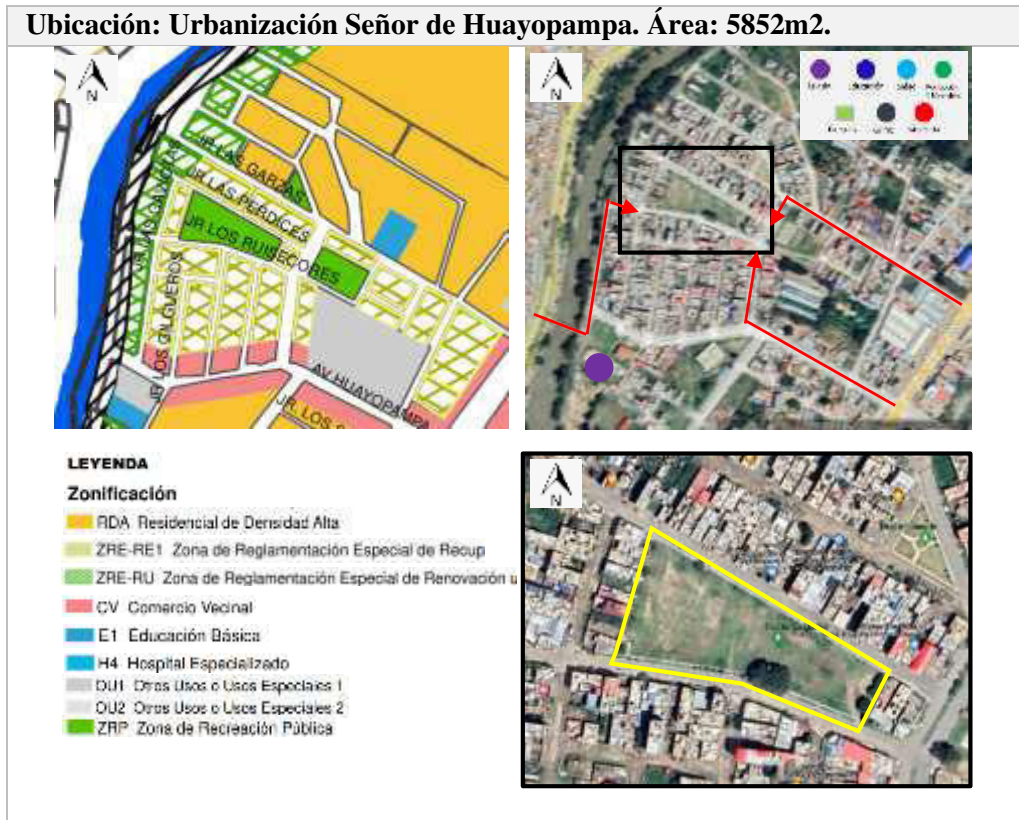 Ubicación: Urbanización Señor de Huayopampa. Área: 5852m2.
N
JR LAS GARZAS
JR LAS PERDICES
JR LOS RUISEÑORES
AV HUAYOPAMPA
JR. LOS
N
Educación
N
LEYENDA
Zonificación
RDA Residencial de Densidad Alta
ZRE-RE1 Zona de Reglamentación Especial de Recup
ZRE-RU Zona de Reglamentación Especial de Renovación u
CV Comercio Vecinal
E1 Educación Básica
H4 Hospital Especializado
OU1 Otros Usos o Usos Especiales 1
OU2 Otros Usos o Usos Especiales 2
ZRP Zona de Recreación Pública